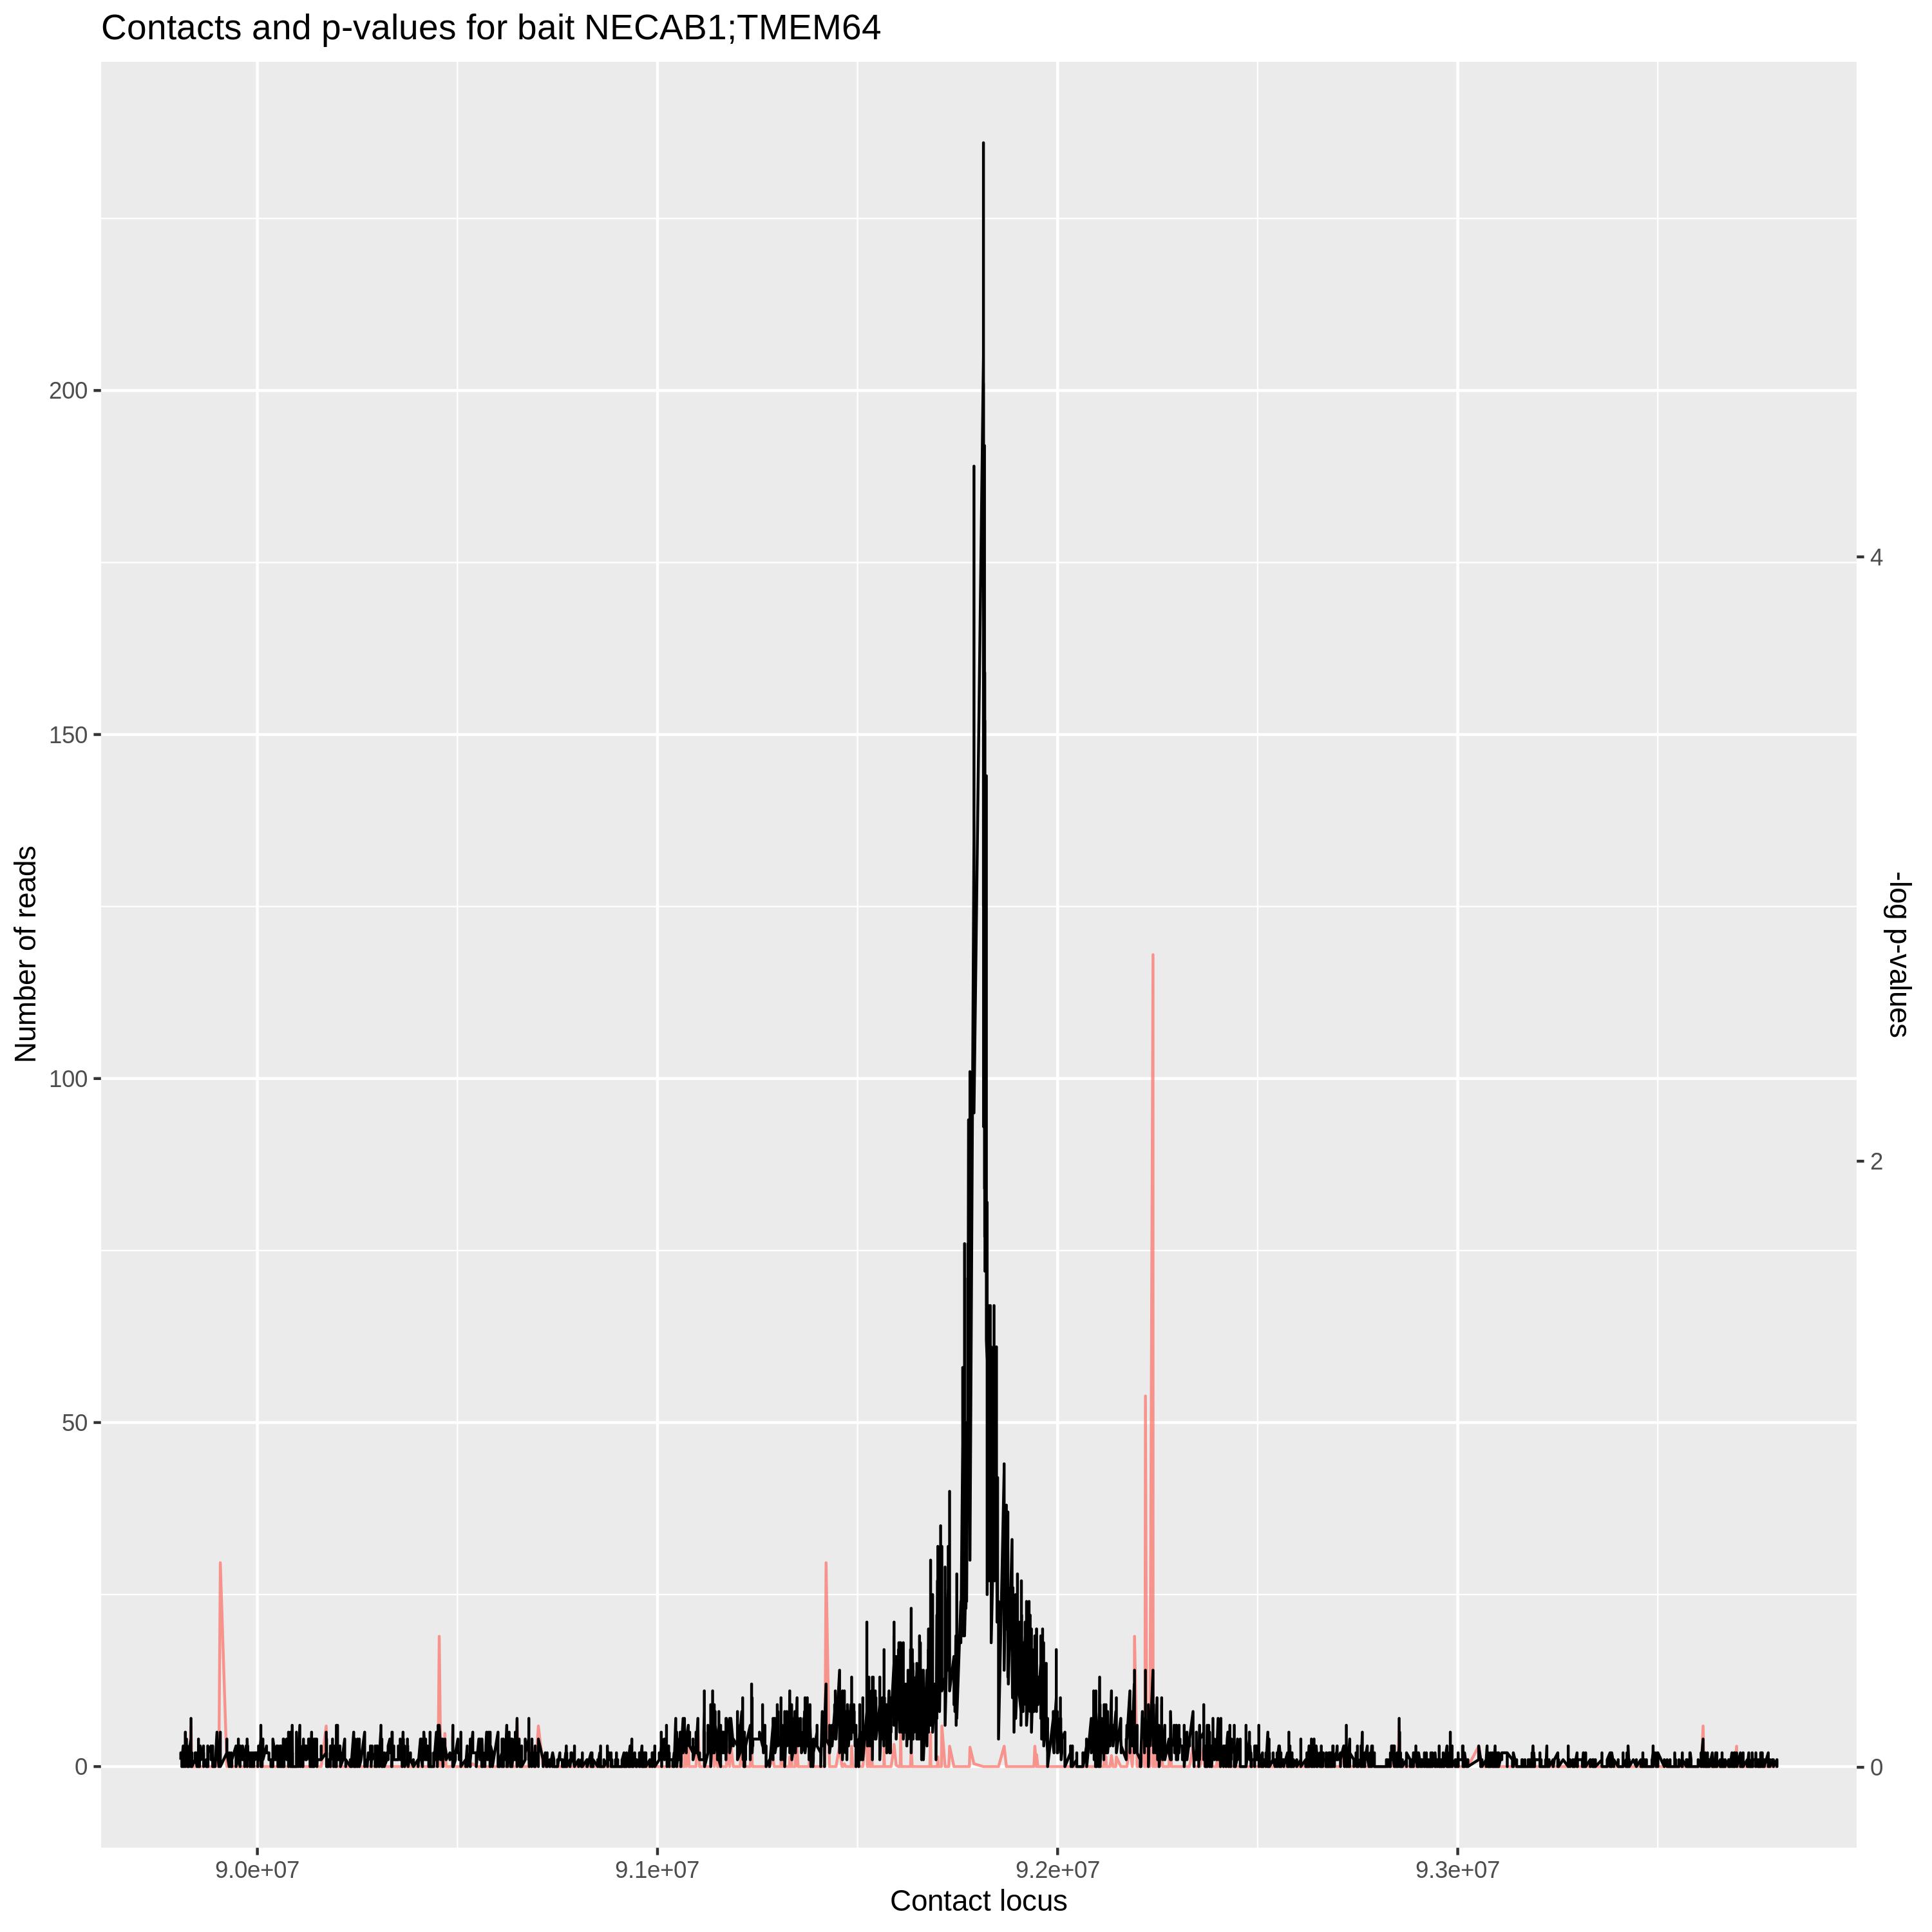 Contacts and p-values for bait NECAB1;TMEM64
Number of reads
200
150
100
50
0
4
2
0
-log p-values
9.0e+07
9.1e+07
9.2e+07
9.3e+07
Contact locus